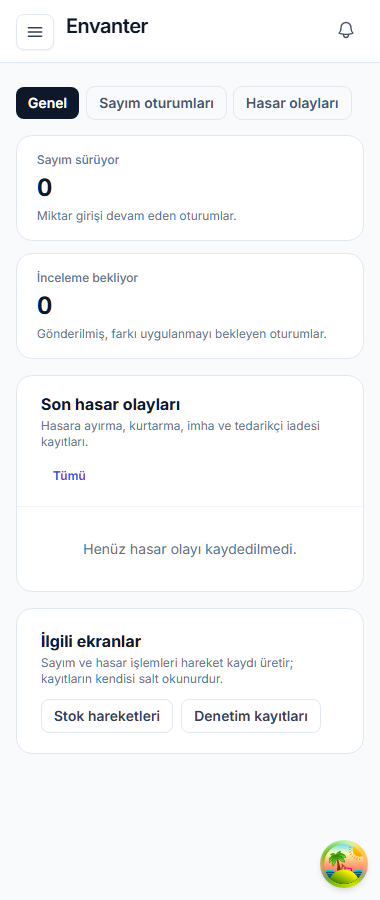 Envanter
Genel
Sayım oturumları
Hasar olayları
Sayım sürüyor
0
Miktar girişi devam eden oturumlar.
İnceleme bekliyor
0
Gönderilmiş, farkı uygulanmayı bekleyen oturumlar.
Son hasar olayları
Hasara ayırma, kurtarma, imha ve tedarikçi iadesi
kayıtları.
Tümü
Henüz hasar olayı kaydedilmedi.
İlgili ekranlar
Sayım ve hasar işlemleri hareket kaydı üretir;
kayıtların kendisi salt okunurdur.
Stok hareketleri
Denetim kayıtları